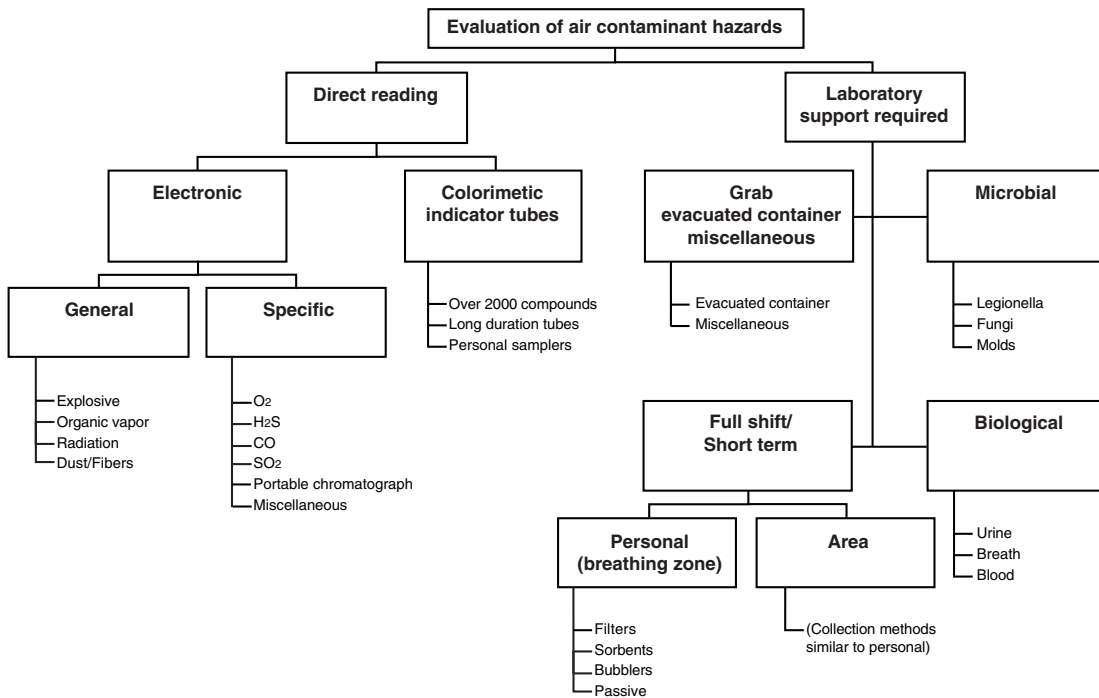 Evaluation of air contaminant hazards
Direct reading
Laboratory
support required
Electronic
Colorimetic
indicator tubes
Grab
evacuated container
miscellaneous
Microbial
General
Specific
Over 2000 compounds
Long duration tubes
Personal samplers
Evacuated container
Miscellaneous
Legionella
Fungi
Molds
Explosive
Organic vapor
Radiation
Dust/Fibers
O2
H2S
CO
SO2
Portable chromatograph
Miscellaneous
Full shift/
Short term
Biological
Personal
(breathing zone)
Area
Urine
Breath
Blood
Filters
Sorbents
Bubblers
Passive
(Collection methods
similar to personal)